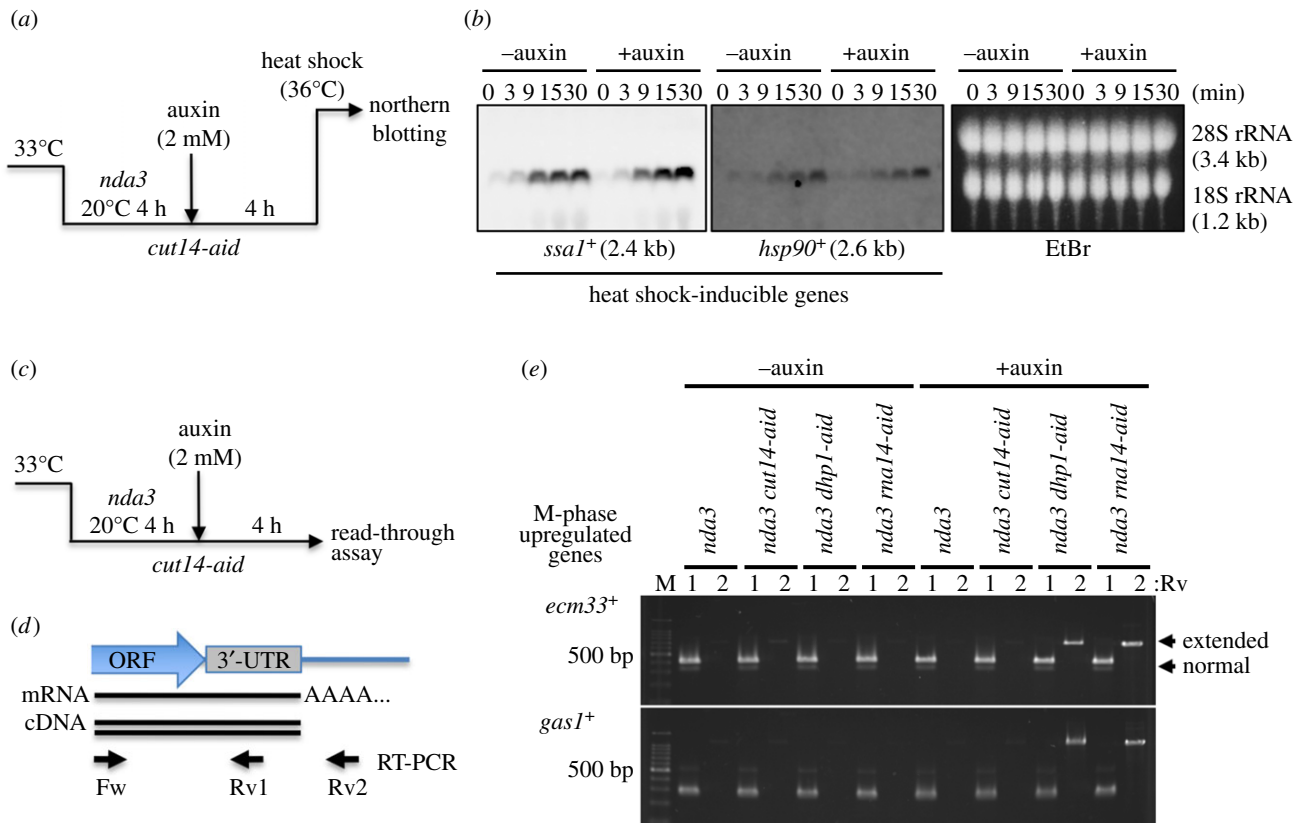 (a)
heat shock
(36°C)
auxin
(2 mM)
northern
blotting
33°C
nda3
20°C 4 h
4 h
cut14-aid
(b)
–auxin
+auxin
–auxin
+auxin
–auxin
+auxin
0 3 9 15 30 0 3 9 15 30
0 3 9 15 30 0 3 9 15 30
0 3 9 15 30 0 3 9 15 30
(min)
28S rRNA
(3.4 kb)
18S rRNA
(1.2 kb)
ssa1+ (2.4 kb)
hsp90+ (2.6 kb)
EtBr
heat shock-inducible genes
(c)
auxin
(2 mM)
33°C
nda3
20°C 4 h
4 h
read-through
assay
cut14-aid
(d)
ORF
3′-UTR
mRNA
AAAA...
cDNA
RT-PCR
Fw
Rv1
Rv2
(e)
–auxin
+auxin
nda3
nda3 cut14-aid
nda3 dhp1-aid
nda3 rna14-aid
nda3
nda3 cut14-aid
nda3 dhp1-aid
nda3 rna14-aid
M-phase
upregulated
genes
M 1 2 1 2 1 2 1 2 1 2 1 2 1 2 1 2 :Rv
ecm33+
500 bp
extended
normal
gas1+
500 bp